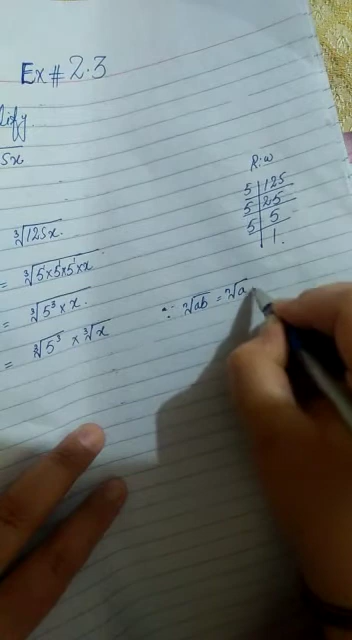 Ex # 2.3
lify
5x
∛125x
= ∛5×5×5×x
= ∛5³ × x
= ∛5³ × ∛x
R.w
5 | 125
5 | 25
5 | 5
| 1
∵ ⁿ√ab = ⁿ√a